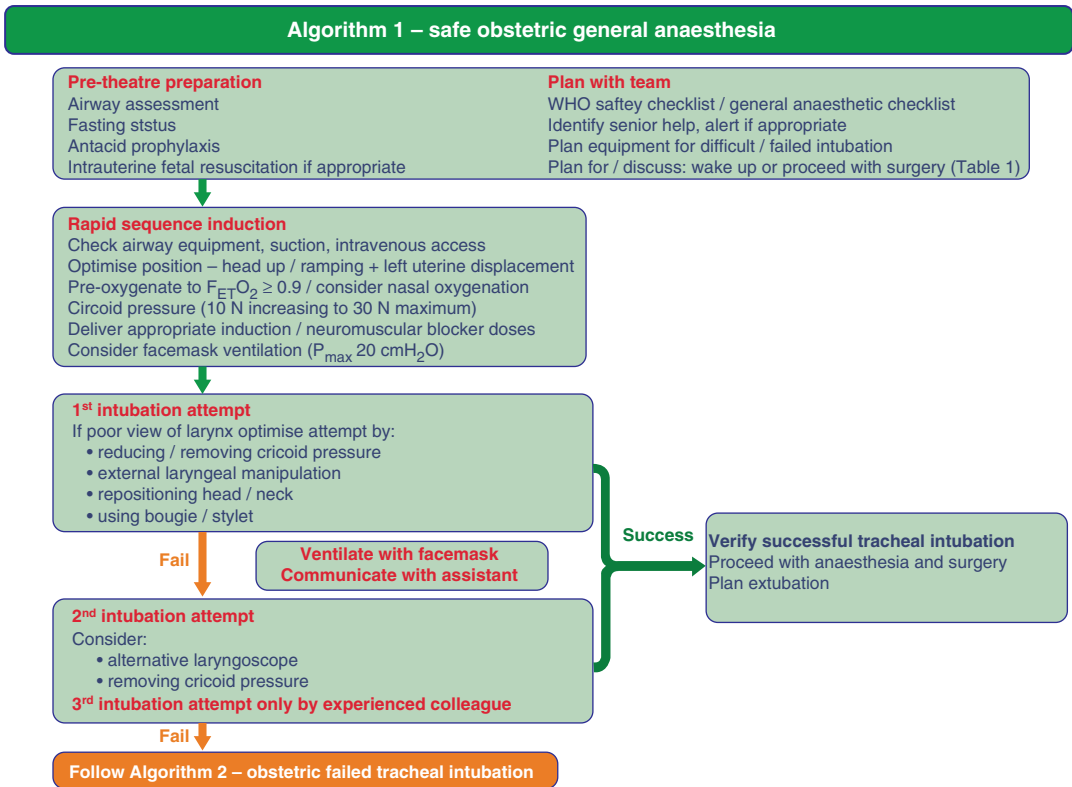 Algorithm 1 – safe obstetric general anaesthesia
Pre-theatre preparation
Airway assessment
Fasting ststus
Antacid prophylaxis
Intrauterine fetal resuscitation if appropriate
Plan with team
WHO saftey checklist / general anaesthetic checklist
Identify senior help, alert if appropriate
Plan equipment for difficult / failed intubation
Plan for / discuss: wake up or proceed with surgery (Table 1)
Rapid sequence induction
Check airway equipment, suction, intravenous access
Optimise position – head up / ramping + left uterine displacement
Pre-oxygenate to FETO2 ≥ 0.9 / consider nasal oxygenation
Circoid pressure (10 N increasing to 30 N maximum)
Deliver appropriate induction / neuromuscular blocker doses
Consider facemask ventilation (Pmax 20 cmH2O)
1st intubation attempt
If poor view of larynx optimise attempt by:
• reducing / removing cricoid pressure
• external laryngeal manipulation
• repositioning head / neck
• using bougie / stylet
Fail
Ventilate with facemask
Communicate with assistant
Success
Verify successful tracheal intubation
Proceed with anaesthesia and surgery
Plan extubation
2nd intubation attempt
Consider:
• alternative laryngoscope
• removing cricoid pressure
3rd intubation attempt only by experienced colleague
Fail
Follow Algorithm 2 – obstetric failed tracheal intubation